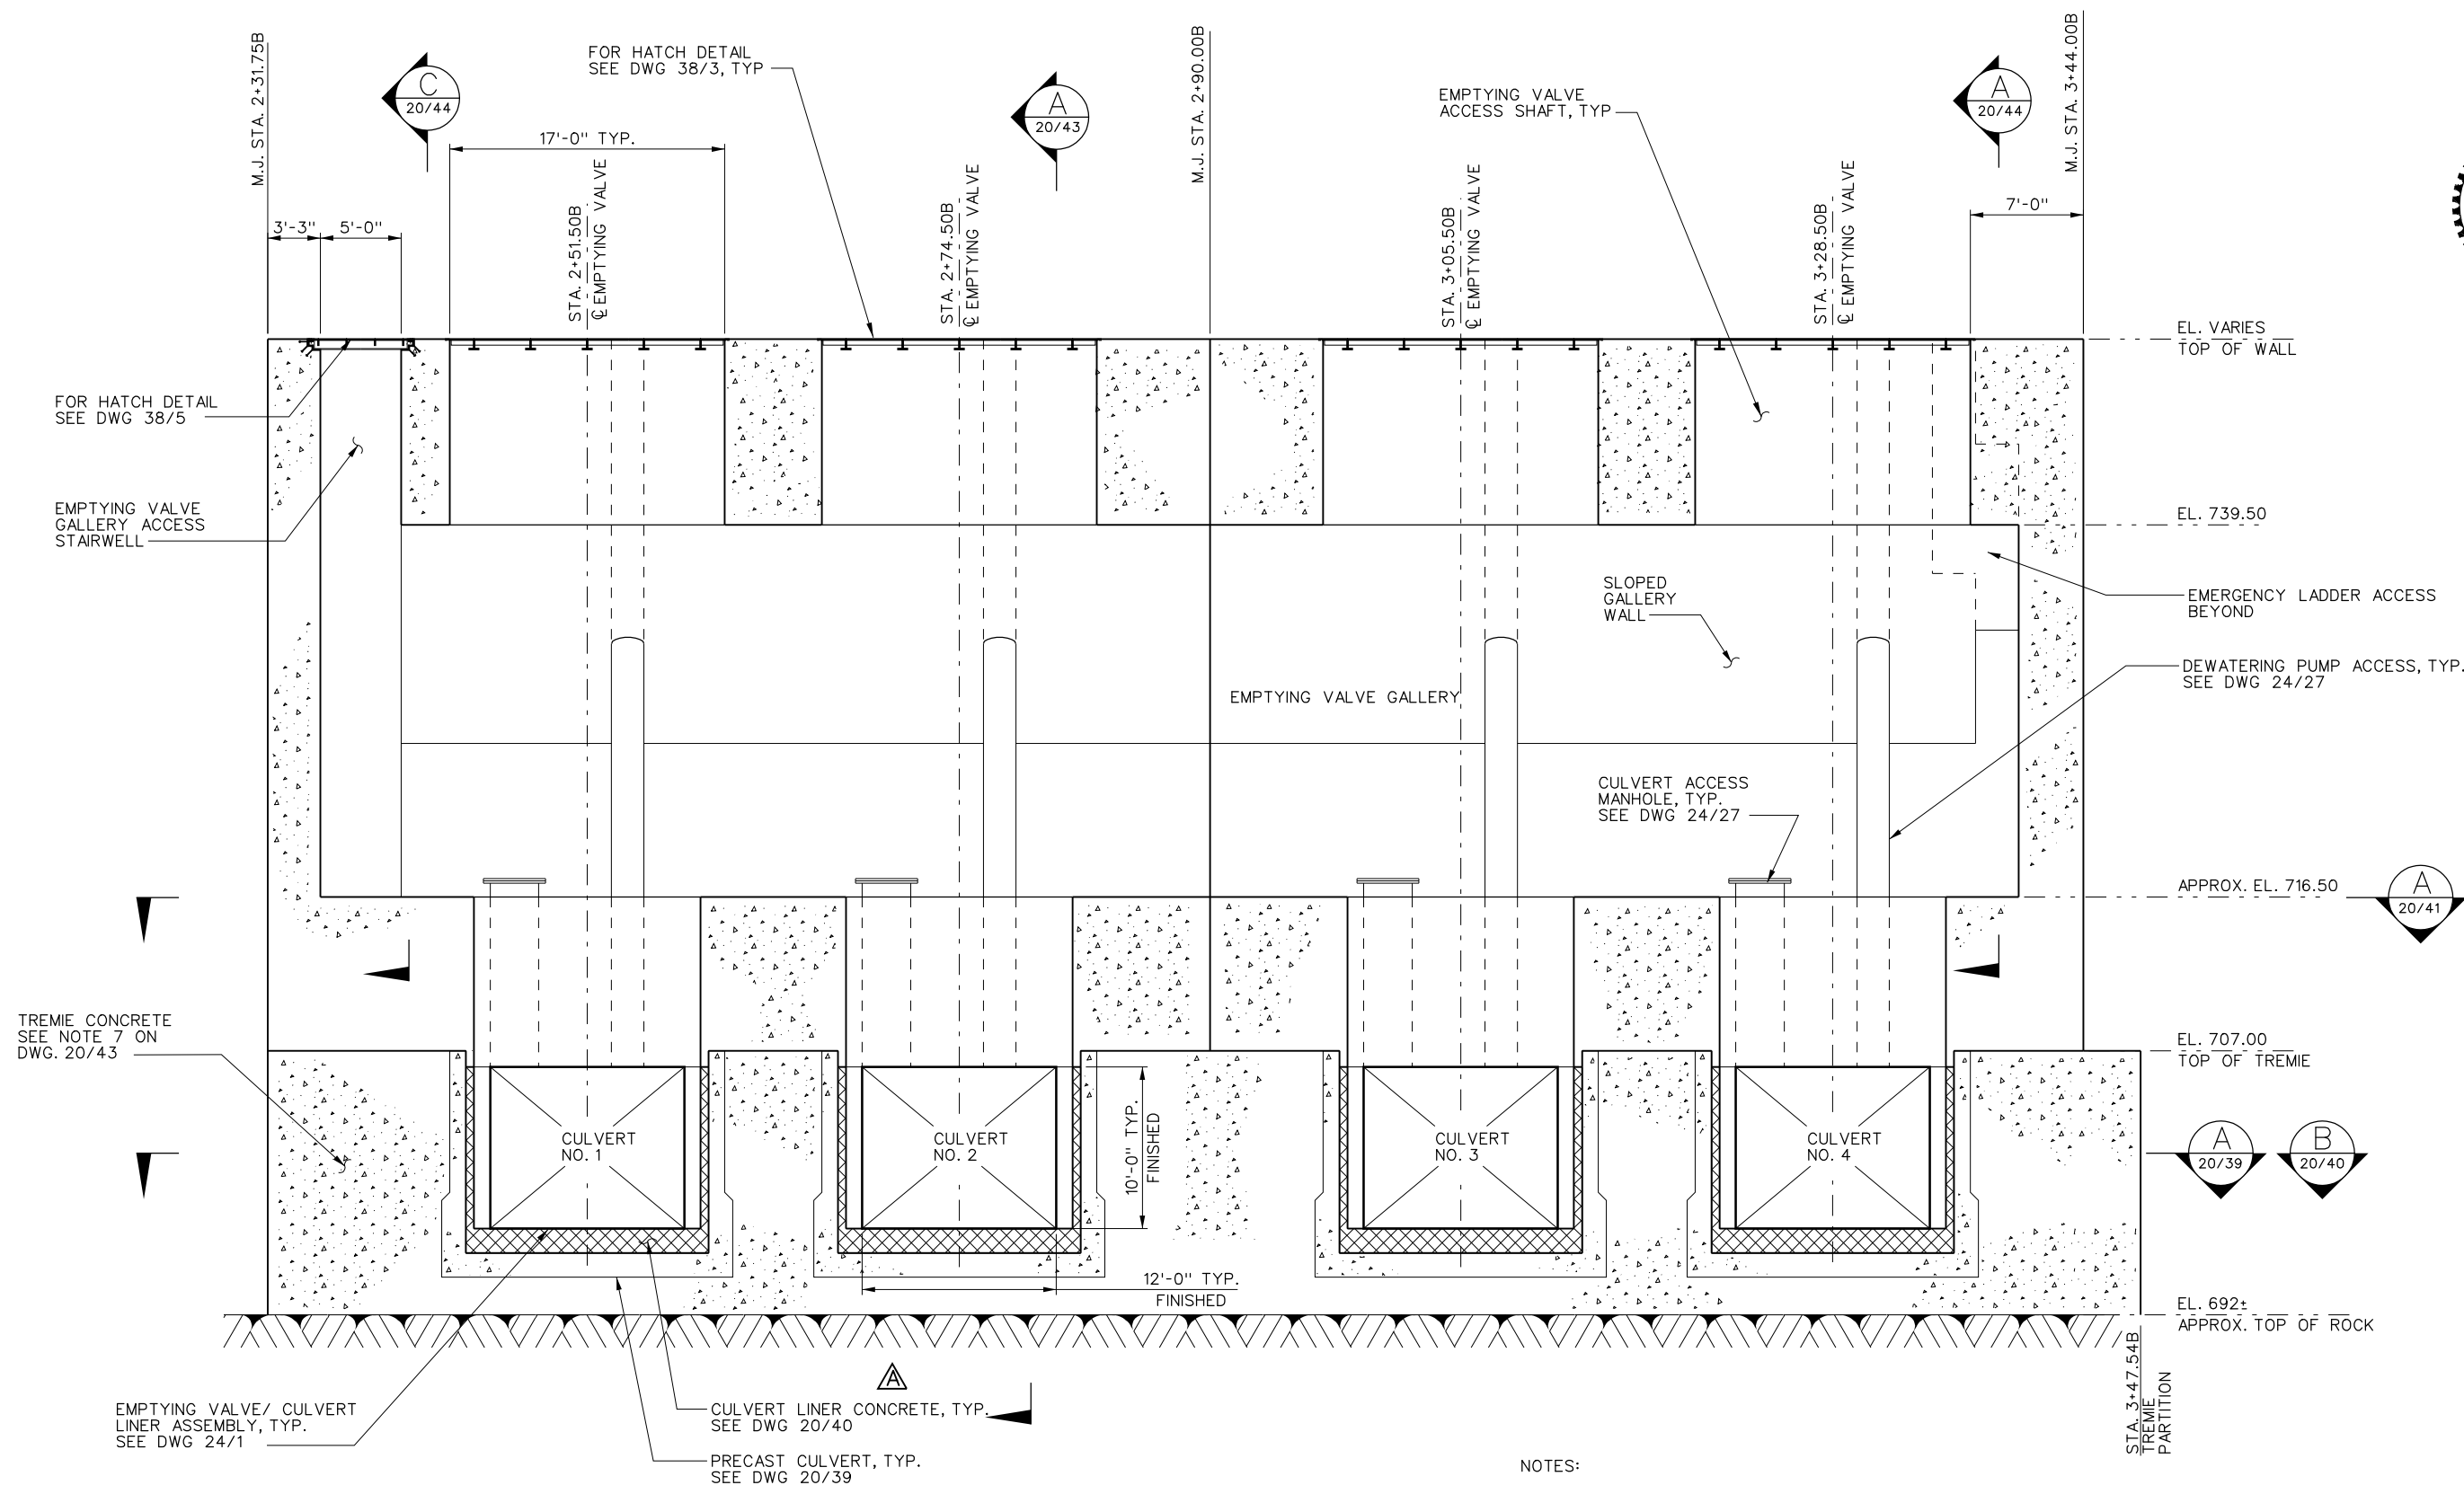 M.J. STA. 2+31.75B
C
20/44
FOR HATCH DETAIL
SEE DWG 38/3, TYP
A
20/43
M.J. STA. 2+90.00B
EMPTYING VALVE
ACCESS SHAFT, TYP
A
20/44
M.J. STA. 3+44.00B
17'-0" TYP.
3'-3"
5'-0"
7'-0"
STA. 2+51.50B
℄ EMPTYING VALVE
STA. 2+74.50B
℄ EMPTYING VALVE
STA. 3+05.50B
℄ EMPTYING VALVE
STA. 3+28.50B
℄ EMPTYING VALVE
EL. VARIES
TOP OF WALL
FOR HATCH DETAIL
SEE DWG 38/5
EMPTYING VALVE
GALLERY ACCESS
STAIRWELL
EL. 739.50
SLOPED
GALLERY
WALL
EMERGENCY LADDER ACCESS
BEYOND
EMPTYING VALVE GALLERY
DEWATERING PUMP ACCESS, TYP.
SEE DWG 24/27
CULVERT ACCESS
MANHOLE, TYP.
SEE DWG 24/27
APPROX. EL. 716.50
A
20/41
TREMIE CONCRETE
SEE NOTE 7 ON
DWG. 20/43
EL. 707.00
TOP OF TREMIE
CULVERT
NO. 1
CULVERT
NO. 2
10'-0" TYP.
FINISHED
CULVERT
NO. 3
CULVERT
NO. 4
A
20/39
B
20/40
12'-0" TYP.
FINISHED
EL. 692±
APPROX. TOP OF ROCK
STA. 3+47.54B
TREMIE
PARTITION
A
EMPTYING VALVE/ CULVERT
LINER ASSEMBLY, TYP.
SEE DWG 24/1
CULVERT LINER CONCRETE, TYP.
SEE DWG 20/40
PRECAST CULVERT, TYP.
SEE DWG 20/39
NOTES: